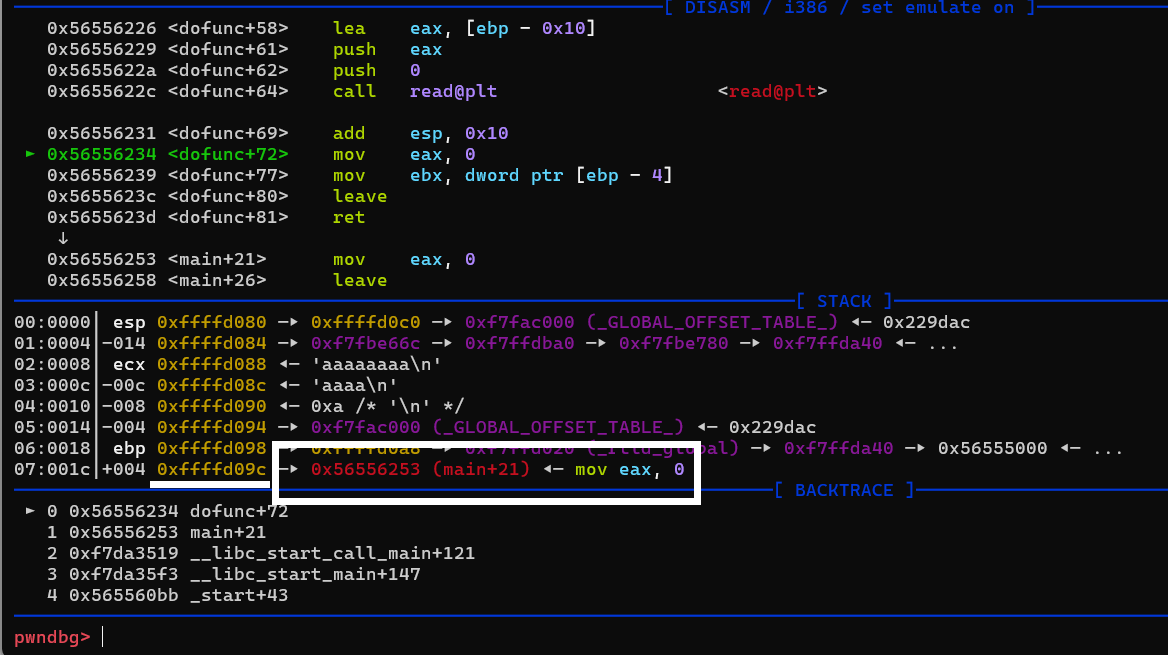 [ DISASM / i386 / set emulate on ]
0x56556226 <dofunc+58> lea eax, [ebp - 0x10]
0x56556229 <dofunc+61> push eax
0x5655622a <dofunc+62> push 0
0x5655622c <dofunc+64> call read@plt <read@plt>
0x56556231 <dofunc+69> add esp, 0x10
► 0x56556234 <dofunc+72> mov eax, 0
0x56556239 <dofunc+77> mov ebx, dword ptr [ebp - 4]
0x5655623c <dofunc+80> leave
0x5655623d <dofunc+81> ret
↓
0x56556253 <main+21> mov eax, 0
0x56556258 <main+26> leave
[ STACK ]
00:0000│ esp 0xffffd080 —▸ 0xffffd0c0 —▸ 0xf7fac000 (_GLOBAL_OFFSET_TABLE_) ◂— 0x229dac
01:0004│-014 0xffffd084 —▸ 0xf7fbe66c —▸ 0xf7ffdba0 —▸ 0xf7fbe780 —▸ 0xf7ffda40 ◂— ...
02:0008│ ecx 0xffffd088 ◂— 'aaaaaaaa\n'
03:000c│-00c 0xffffd08c ◂— 'aaaa\n'
04:0010│-008 0xffffd090 ◂— 0xa /* '\n' */
05:0014│-004 0xffffd094 —▸ 0xf7fac000 (_GLOBAL_OFFSET_TABLE_) ◂— 0x229dac
06:0018│ ebp 0xffffd098 —▸ 0xffffd0a8 —▸ 0xf7ffd020 (_rtld_global) —▸ 0xf7ffda40 —▸ 0x56555000 ◂— ...
07:001c│+004 0xffffd09c —▸ 0x56556253 (main+21) ◂— mov eax, 0
[ BACKTRACE ]
► 0 0x56556234 dofunc+72
1 0x56556253 main+21
2 0xf7da3519 __libc_start_call_main+121
3 0xf7da35f3 __libc_start_main+147
4 0x565560bb _start+43
pwndbg>